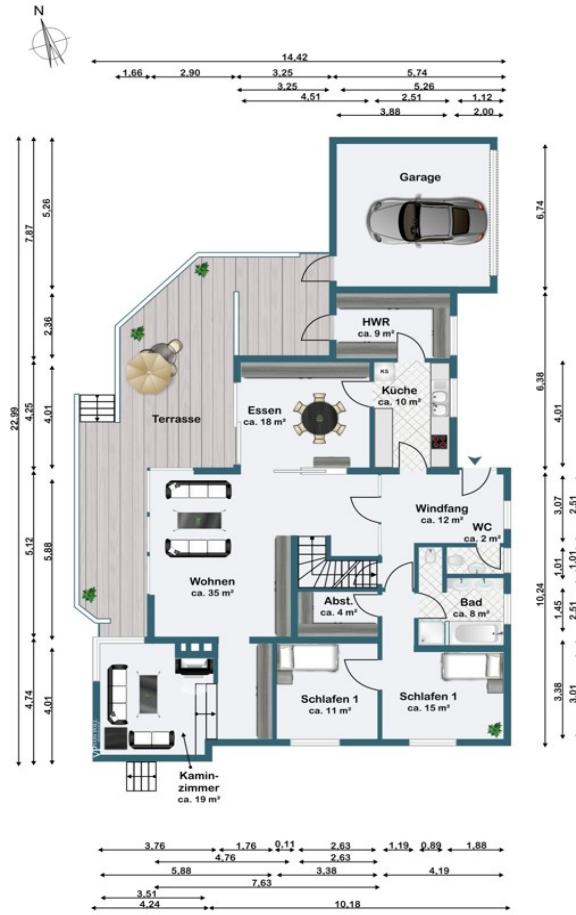 N
14.42
1.66 2.90 3.25 5.74
3.25 5.26
4.51 2.51 1.12
3.88 2.00
Garage
5.26
7.87
6.74
HWR
ca. 9 m²
2.36
KS
Küche
ca. 10 m²
6.38
4.01
Essen
ca. 18 m²
Terrasse
22.99
4.25
4.01
Windfang
ca. 12 m²
WC
ca. 2 m²
3.07
2.51
5.12
5.88
Wohnen
ca. 35 m²
1.01
1.01
10.24
Abst.
ca. 4 m²
Bad
ca. 8 m²
1.45
2.51
Schlafen 1
ca. 11 m²
Schlafen 1
ca. 15 m²
4.74
4.01
3.38
3.01
Kamin-
zimmer
ca. 19 m²
3.76 1.76 0.11 2.63 1.19 0.89 1.88
4.76 2.63
5.88 3.38 4.19
7.63
3.51
4.24 10.18